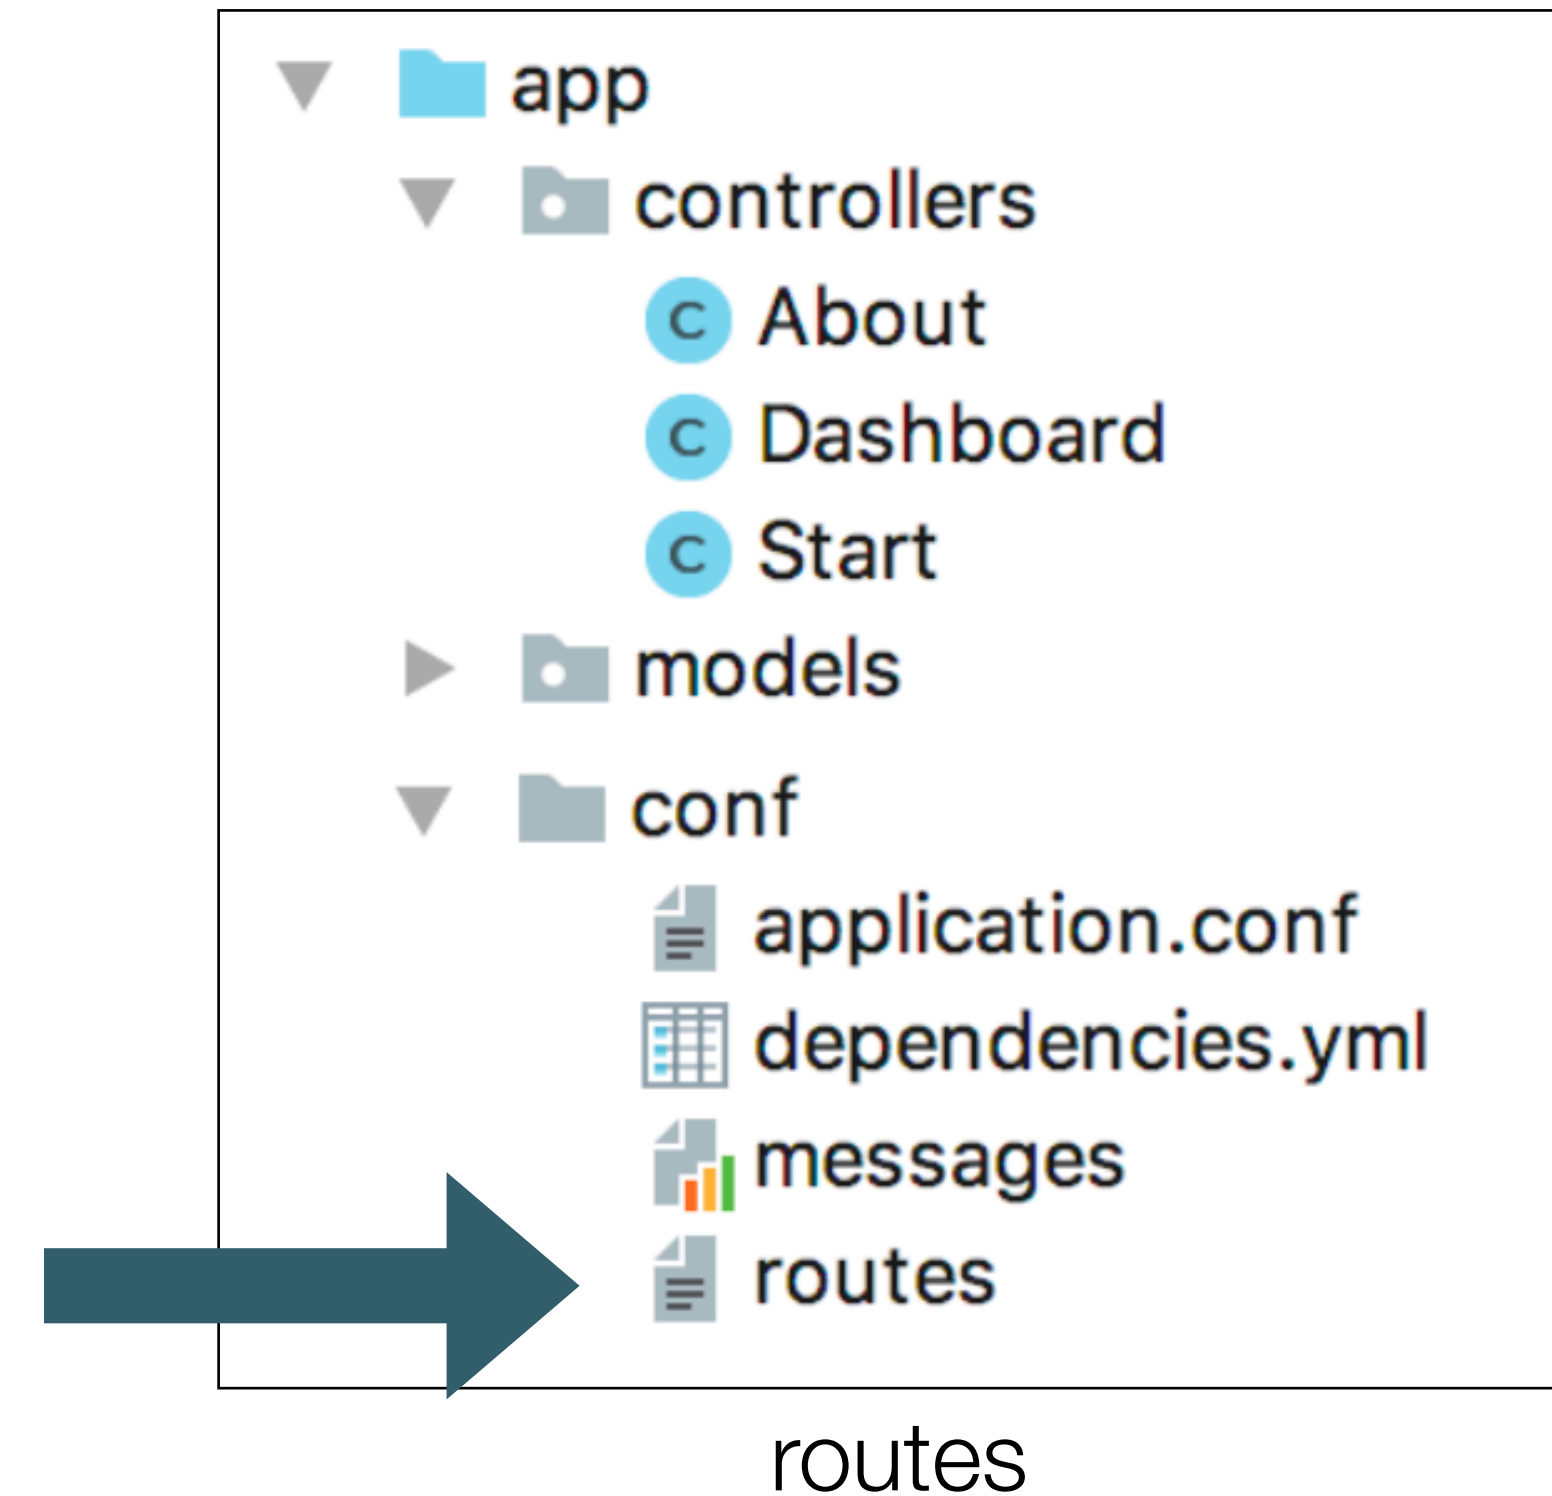 app
controllers
C About
C Dashboard
C Start
models
conf
application.conf
dependencies.yml
messages
routes
routes